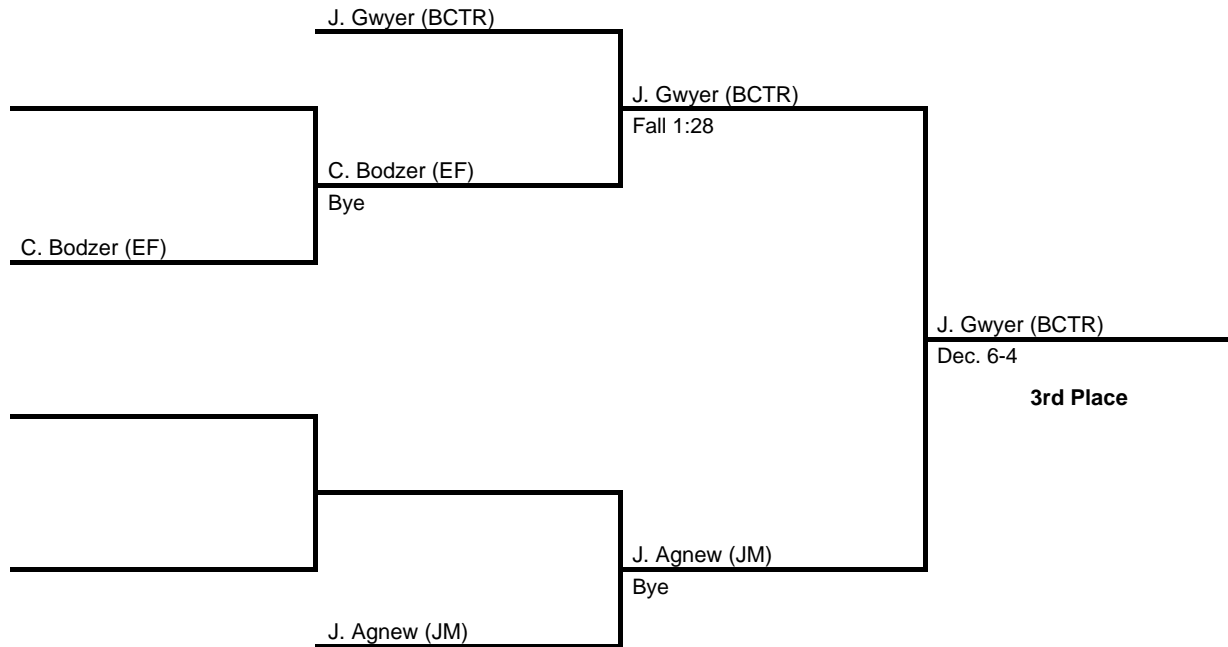 J. Gwyer (BCTR)
J. Gwyer (BCTR)
Fall 1:28
C. Bodzer (EF)
Bye
C. Bodzer (EF)
J. Gwyer (BCTR)
Dec. 6-4
3rd Place
J. Agnew (JM)
Bye
J. Agnew (JM)